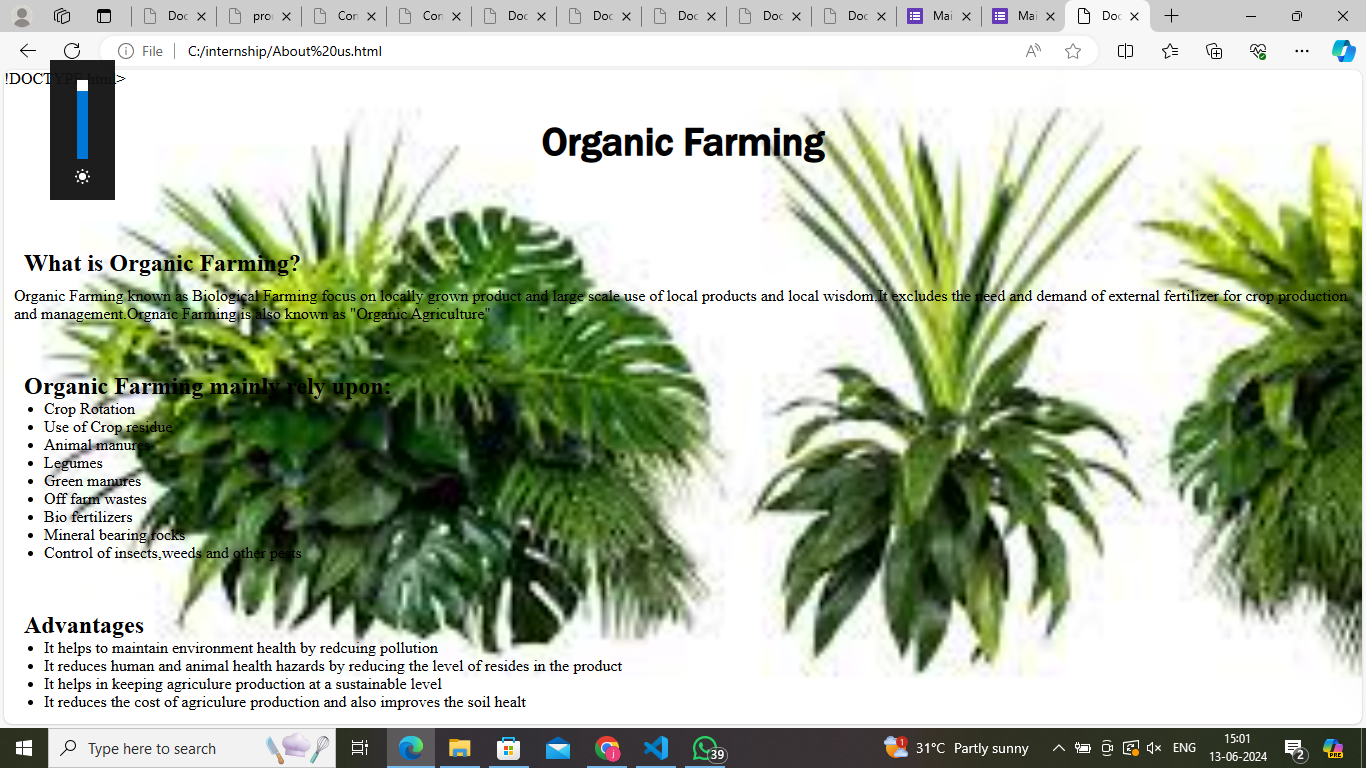 Doc
proc
Con
Con
Doc
Doc
Doc
Doc
Doc
Mai
Mai
Doc
File
C:/internship/About%20us.html
!DOCTYPE html>
Organic Farming
What is Organic Farming?
Organic Farming known as Biological Farming focus on locally grown product and large scale use of local products and local wisdom.It excludes the need and demand of external fertilizer for crop production
and management.Orgnaic Farming is also known as "Organic Agriculture"
Organic Farming mainly rely upon:
Crop Rotation
Use of Crop residue
Animal manures
Legumes
Green manures
Off farm wastes
Bio fertilizers
Mineral bearing rocks
Control of insects,weeds and other pests
Advantages
It helps to maintain environment health by redcuing pollution
It reduces human and animal health hazards by reducing the level of resides in the product
It helps in keeping agriculure production at a sustainable level
It reduces the cost of agriculure production and also improves the soil healt
Type here to search
39
1
31°C Partly sunny
ENG
15:01
13-06-2024
2
PRE